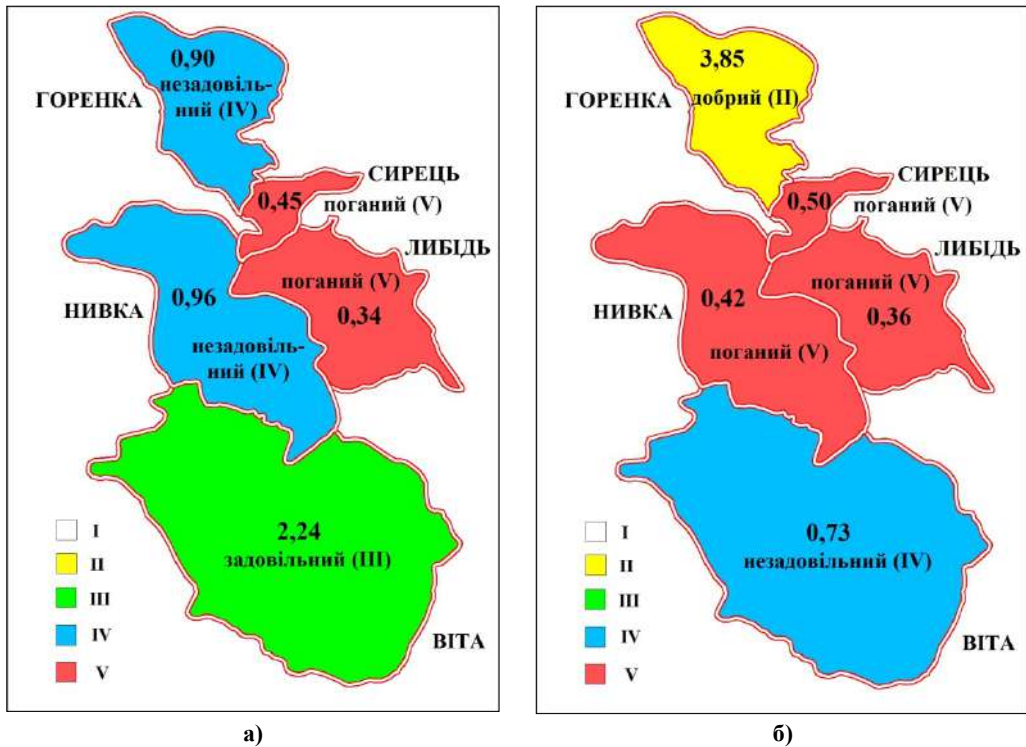 0,90
незадовіль-
ний (IV)
ГОРЕНКА
СИРЕЦЬ
0,45
поганий (V)
ЛИБІДЬ
поганий (V)
0,96
НИВКА
0,34
незадовіль-
ний (IV)
2,24
задовільний (III)
I
II
III
IV
V
ВІТА
а)
3,85
добрий (II)
ГОРЕНКА
СИРЕЦЬ
0,50
поганий (V)
ЛИБІДЬ
поганий (V)
0,42
НИВКА
0,36
поганий (V)
0,73
незадовільний (IV)
I
II
III
IV
V
ВІТА
б)